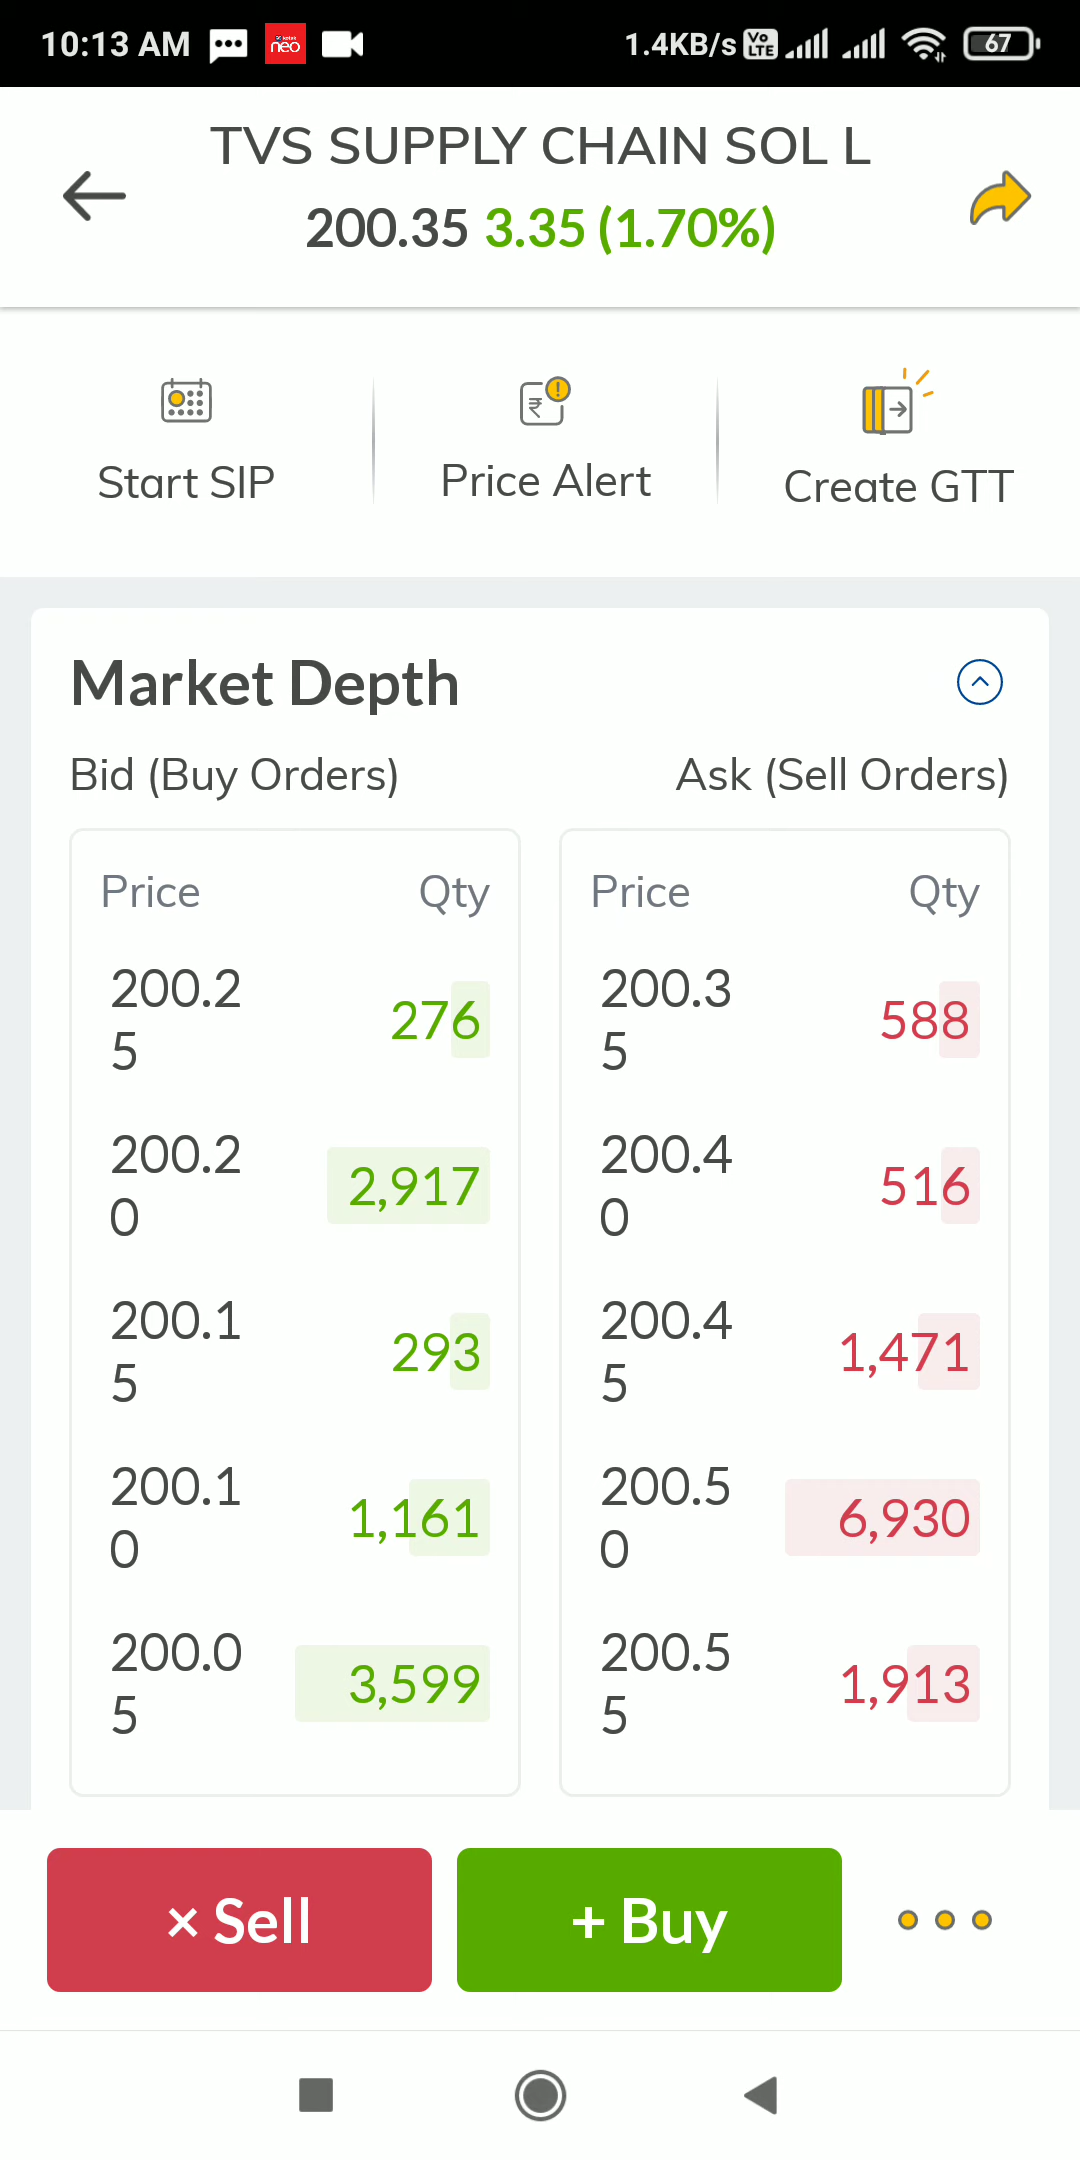 10:13 AM
kotak
neo
1.4KB/s
Vo
LTE
67
TVS SUPPLY CHAIN SOL L
200.35 3.35 (1.70%)
Start SIP
Price Alert
Create GTT
Market Depth
Bid (Buy Orders)
Ask (Sell Orders)
Price Qty
200.2
5
276
200.2
0
2,917
200.1
5
293
200.1
0
1,161
200.0
5
3,599
Price Qty
200.3
5
588
200.4
0
516
200.4
5
1,471
200.5
0
6,930
200.5
5
1,913
× Sell
+ Buy